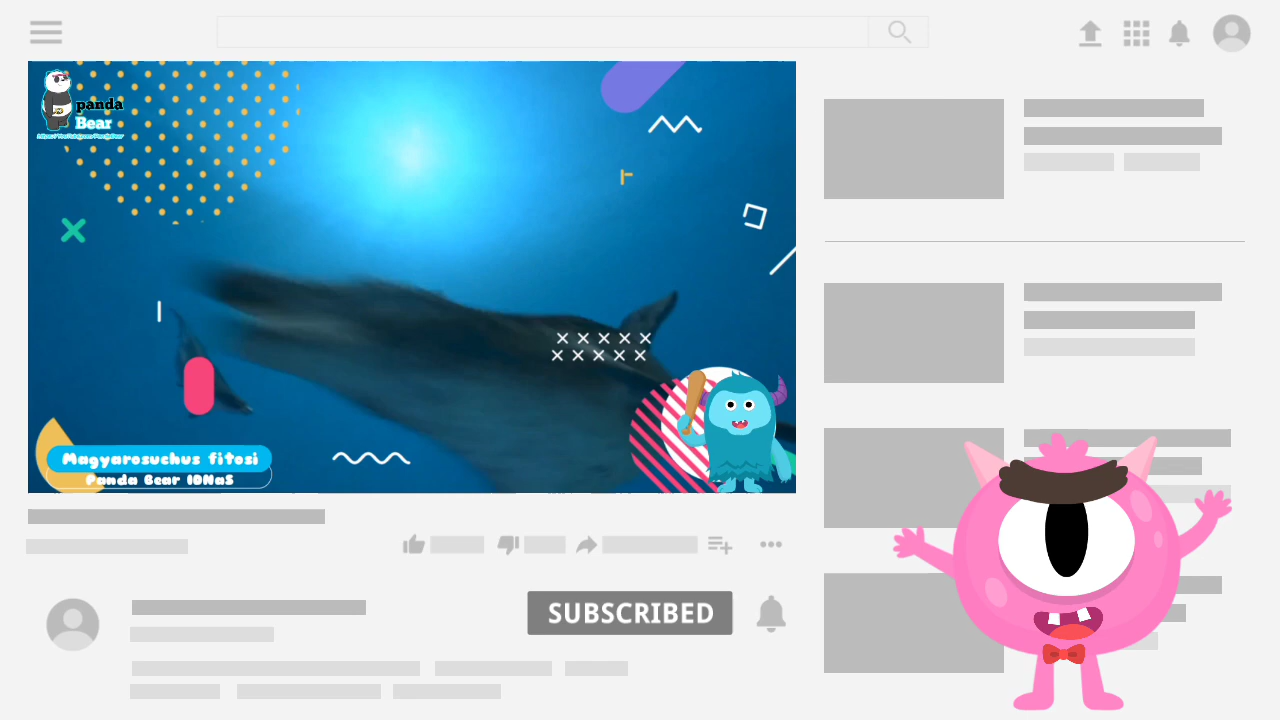 panda
Bear
Magyarosuchus fitosi
Panda Bear IDNaS
SUBSCRIBED